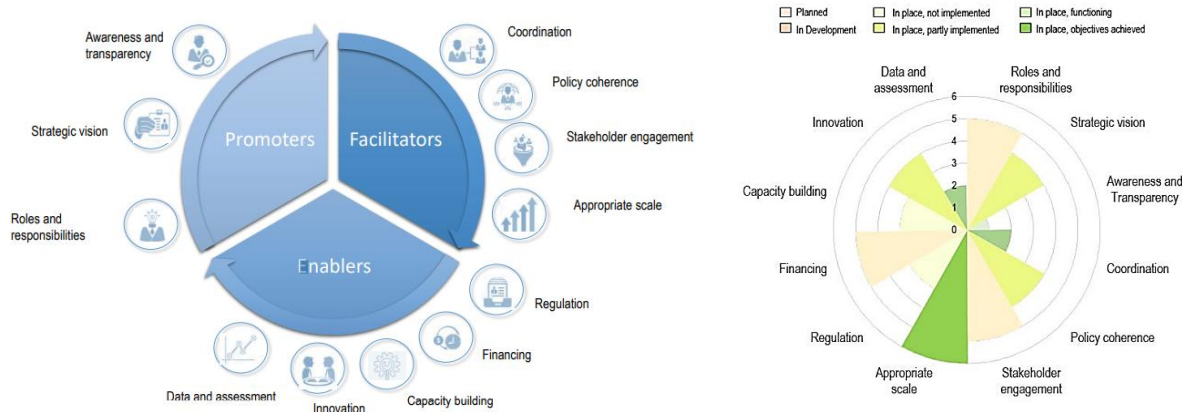 Awareness and
transparency
Strategic vision
Roles and
responsibilities
Promoters
Facilitators
Enablers
Coordination
Policy coherence
Stakeholder engagement
Appropriate scale
Regulation
Financing
Capacity building
Innovation
Data and assessment
Planned
In place, not implemented
In place, functioning
In Development
In place, partly implemented
In place, objectives achieved
Data and
assessment
Roles and
responsibilities
Innovation
Strategic vision
Capacity building
Awareness and
Transparency
Financing
Coordination
Regulation
Policy coherence
Appropriate
scale
Stakeholder
engagement
6
5
4
3
2
1
0